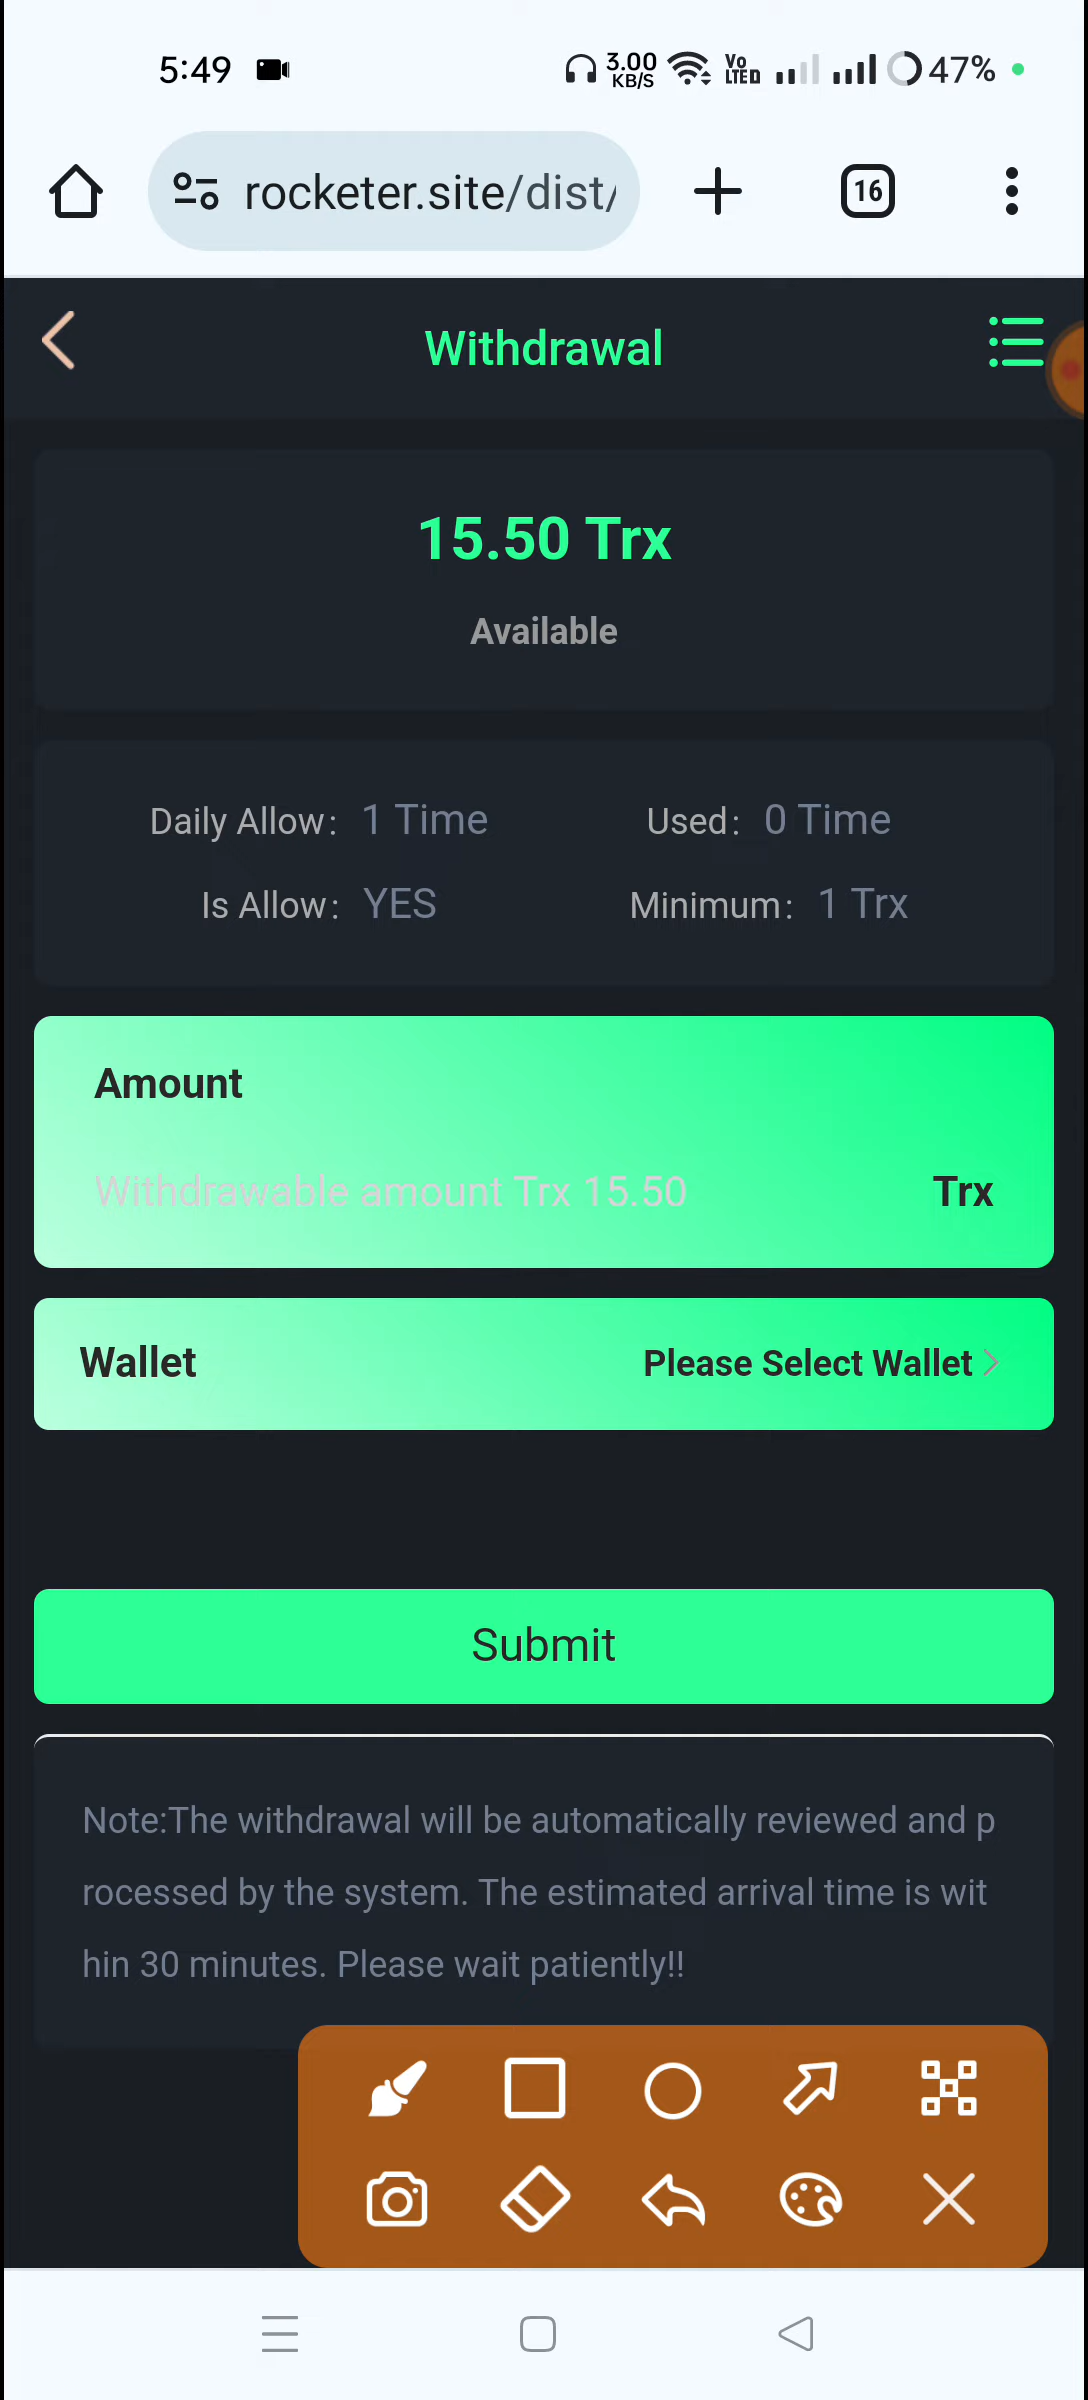 5:49 3.00 KB/S Vo LTE D 47%
rocketer.site/dist/ 16
Withdrawal
15.50 Trx
Available
Daily Allow: 1 Time Used: 0 Time
Is Allow: YES Minimum: 1 Trx
Amount
Withdrawable amount Trx 15.50 Trx
Wallet Please Select Wallet
Submit
Note:The withdrawal will be automatically reviewed and p
rocessed by the system. The estimated arrival time is wit
hin 30 minutes. Please wait patiently!!